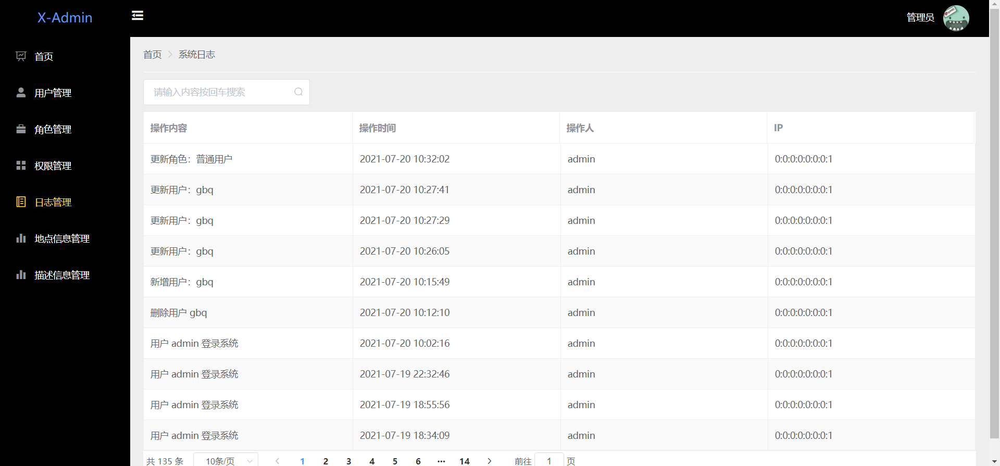 X-Admin
管理员
首页
用户管理
角色管理
权限管理
日志管理
地点信息管理
描述信息管理
首页 > 系统日志
请输入内容按回车搜索
操作内容 操作时间 操作人 IP
更新角色：普通用户 2021-07-20 10:32:02 admin 0:0:0:0:0:0:0:1
更新用户：gbq 2021-07-20 10:27:41 admin 0:0:0:0:0:0:0:1
更新用户：gbq 2021-07-20 10:27:29 admin 0:0:0:0:0:0:0:1
更新用户：gbq 2021-07-20 10:26:05 admin 0:0:0:0:0:0:0:1
新增用户：gbq 2021-07-20 10:15:49 admin 0:0:0:0:0:0:0:1
删除用户 gbq 2021-07-20 10:12:10 admin 0:0:0:0:0:0:0:1
用户 admin 登录系统 2021-07-20 10:02:16 admin 0:0:0:0:0:0:0:1
用户 admin 登录系统 2021-07-19 22:32:46 admin 0:0:0:0:0:0:0:1
用户 admin 登录系统 2021-07-19 18:55:56 admin 0:0:0:0:0:0:0:1
用户 admin 登录系统 2021-07-19 18:34:09 admin 0:0:0:0:0:0:0:1
共 135 条 10条/页 < 1 2 3 4 5 6 ••• 14 > 前往 1 页